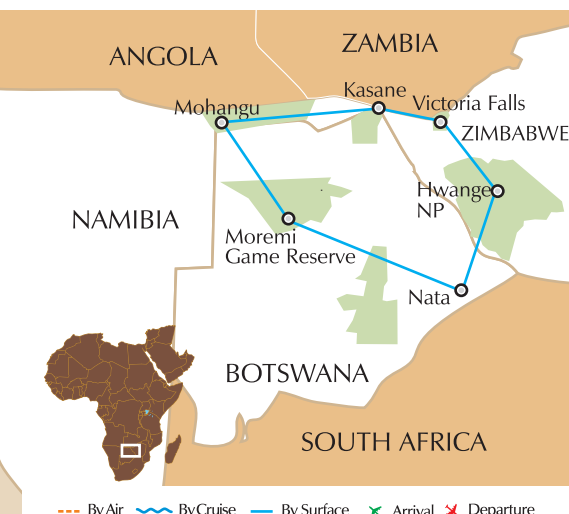 ZAMBIA
ANGOLA
Kasane
Mohangu
Victoria Falls
ZIMBABWE
Hwange
NP
NAMIBIA
Moremi
Game Reserve
Nata
BOTSWANA
SOUTH AFRICA
By Air By Cruise By Surface Arrival Departure